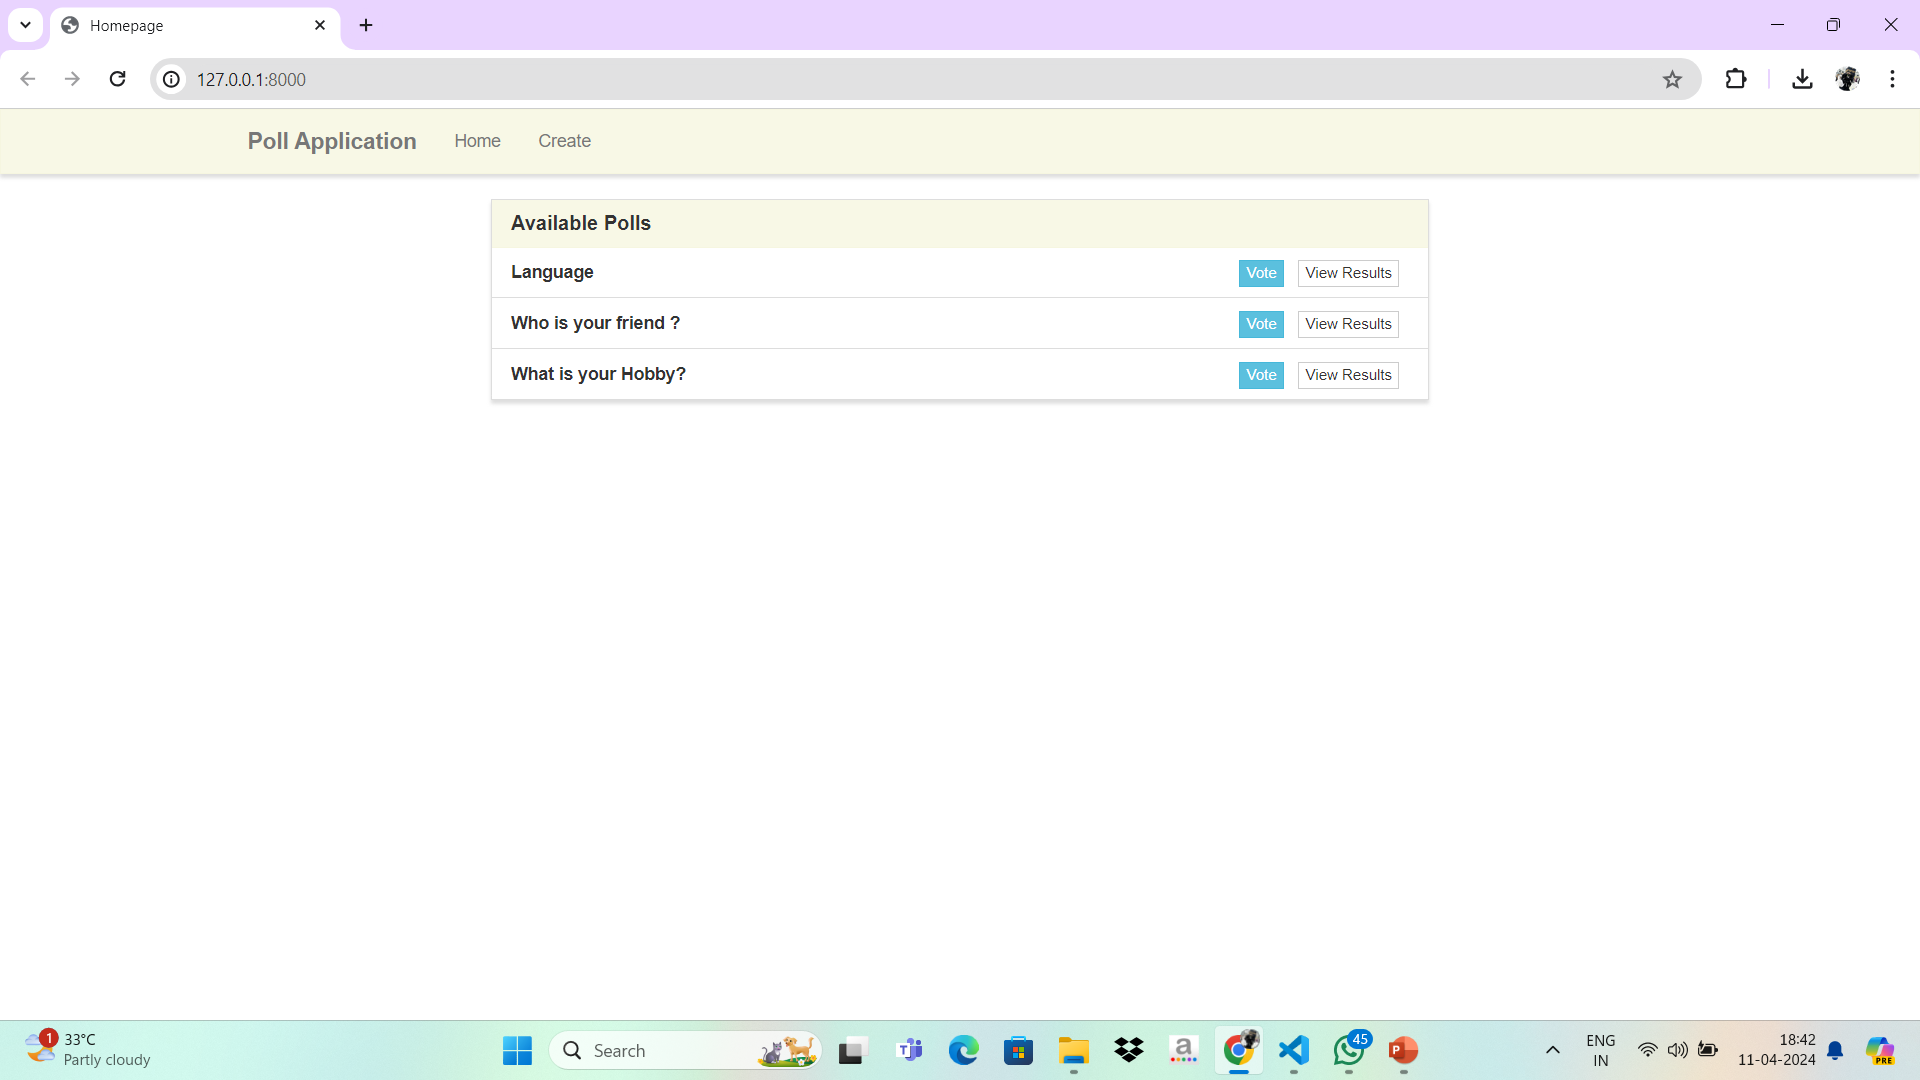 Homepage
127.0.0.1:8000
Poll Application Home Create
Available Polls
Language Vote View Results
Who is your friend ? Vote View Results
What is your Hobby? Vote View Results
1 33°C
Partly cloudy
Search
T
a
45
P
PRE
ENG
IN
18:42
11-04-2024